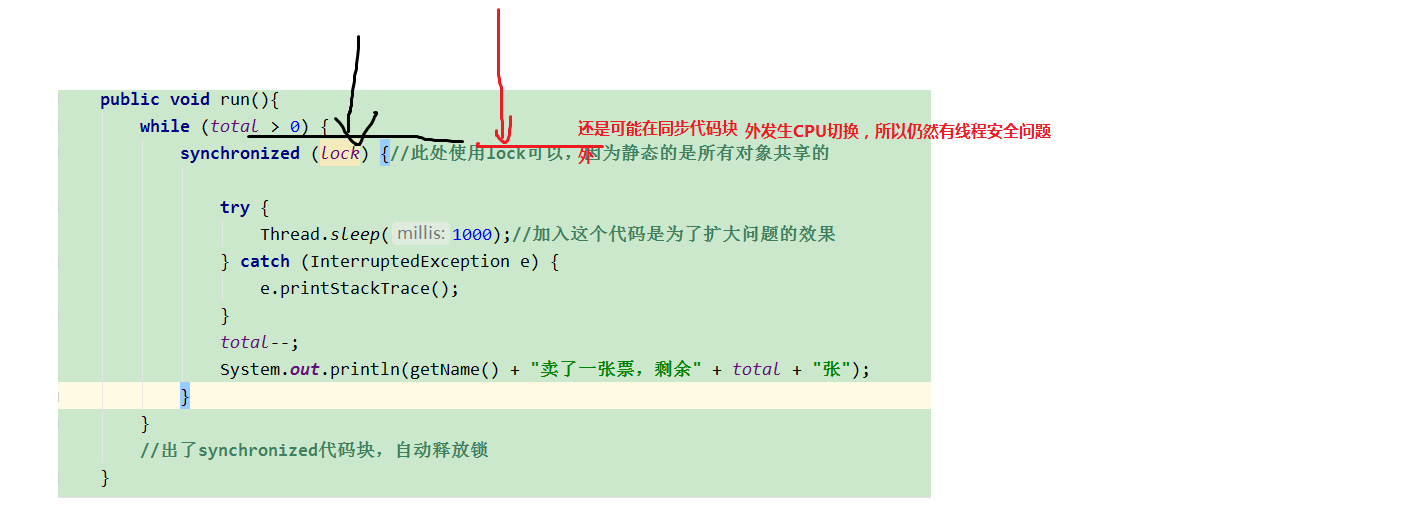 public void run(){
while (total > 0) {
还是可能在同步代码块外发生CPU切换，所以仍然有线程安全问题
外
synchronized (lock) {//此处使用lock可以，因为静态的是所有对象共享的
try {
Thread.sleep( millis: 1000);//加入这个代码是为了扩大问题的效果
} catch (InterruptedException e) {
e.printStackTrace();
}
total--;
System.out.println(getName() + "卖了一张票，剩余" + total + "张");
}
}
//出了synchronized代码块，自动释放锁
}